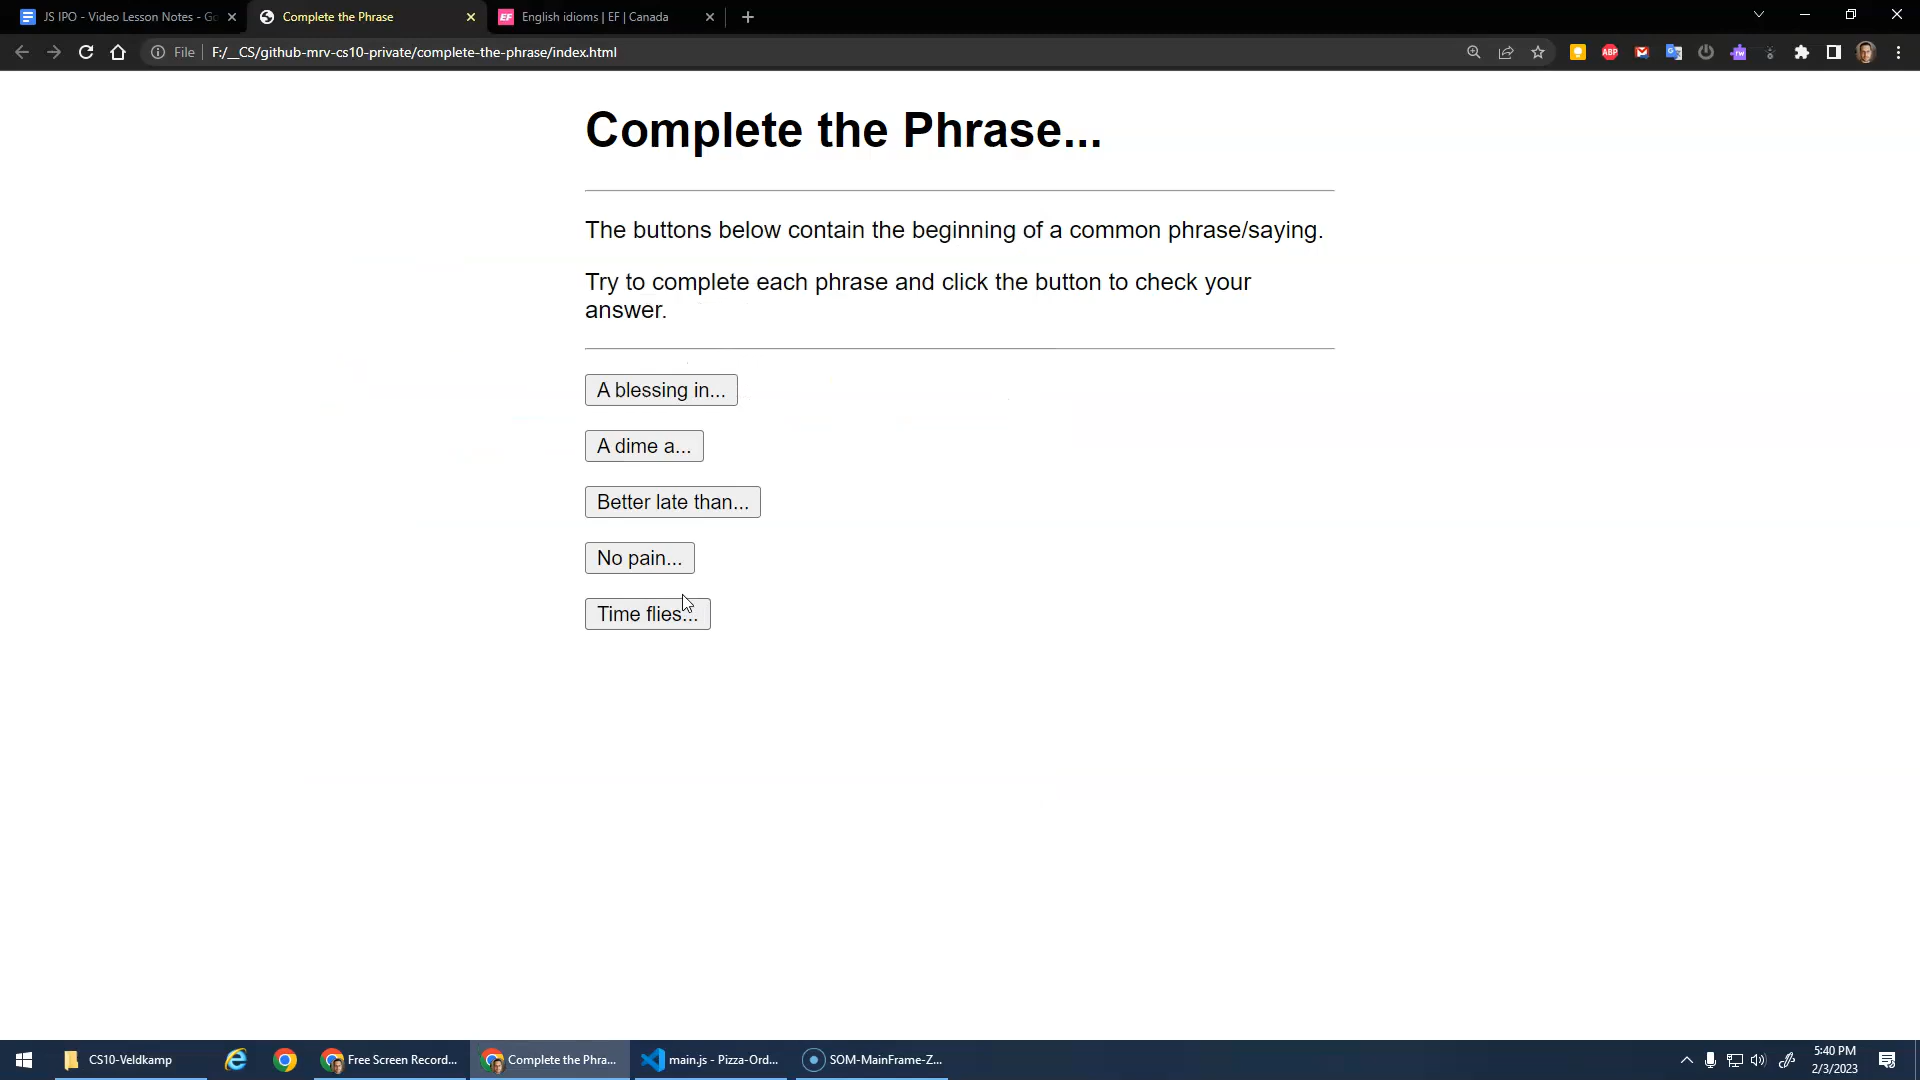 JS IPO - Video Lesson Notes - Go
Complete the Phrase
EF English idioms | EF | Canada
File F:/__CS/github-mrv-cs10-private/complete-the-phrase/index.html
ABP
Complete the Phrase...
The buttons below contain the beginning of a common phrase/saying.
Try to complete each phrase and click the button to check your
answer.
A blessing in...
A dime a...
Better late than...
No pain...
Time flies...
CS10-Veldkamp
Free Screen Record...
Complete the Phra...
main.js - Pizza-Ord...
SOM-MainFrame-Z...
5:40 PM
2/3/2023